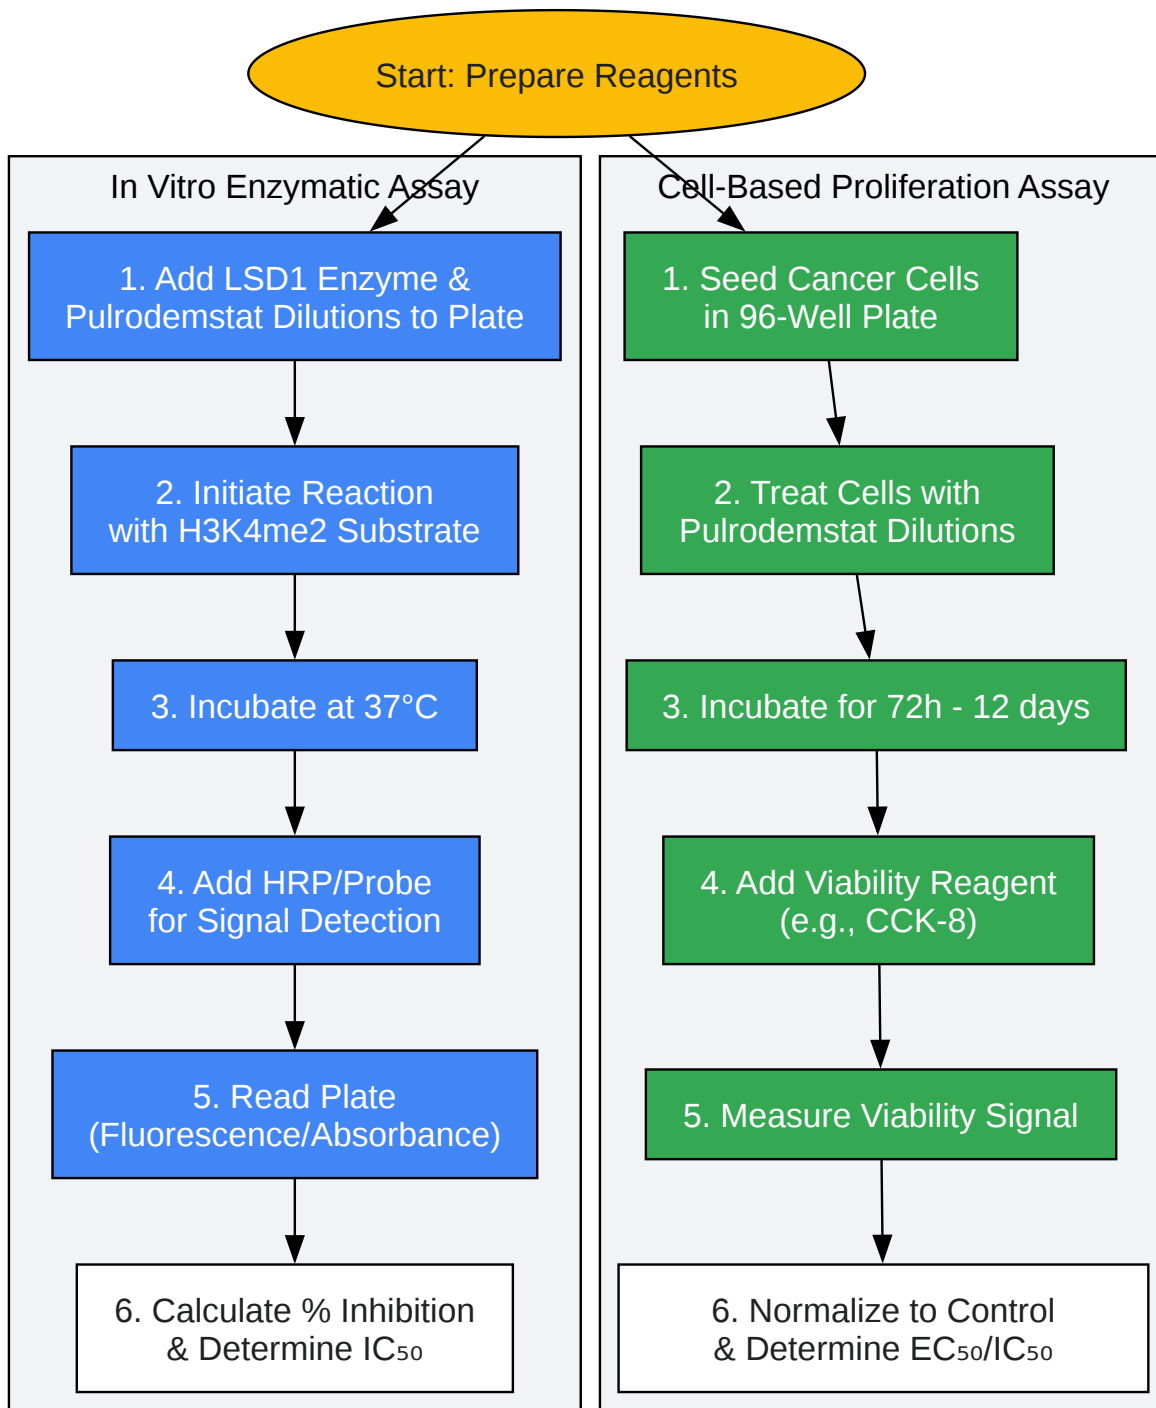 Start: Prepare Reagents
In Vitro Enzymatic Assay
1. Add LSD1 Enzyme &
Pulrodemstat Dilutions to Plate
2. Initiate Reaction
with H3K4me2 Substrate
3. Incubate at 37°C
4. Add HRP/Probe
for Signal Detection
5. Read Plate
(Fluorescence/Absorbance)
6. Calculate % Inhibition
& Determine IC₅₀
Cell-Based Proliferation Assay
1. Seed Cancer Cells
in 96-Well Plate
2. Treat Cells with
Pulrodemstat Dilutions
3. Incubate for 72h - 12 days
4. Add Viability Reagent
(e.g., CCK-8)
5. Measure Viability Signal
6. Normalize to Control
& Determine EC₅₀/IC₅₀